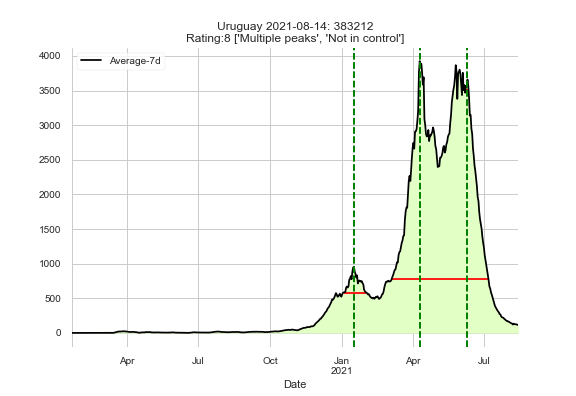 Uruguay 2021-08-14: 383212
Rating:8 ['Multiple peaks', 'Not in control']
Average-7d
4000
3500
3000
2500
2000
1500
1000
500
0
Apr Jul Oct Jan Apr Jul
2021
Date